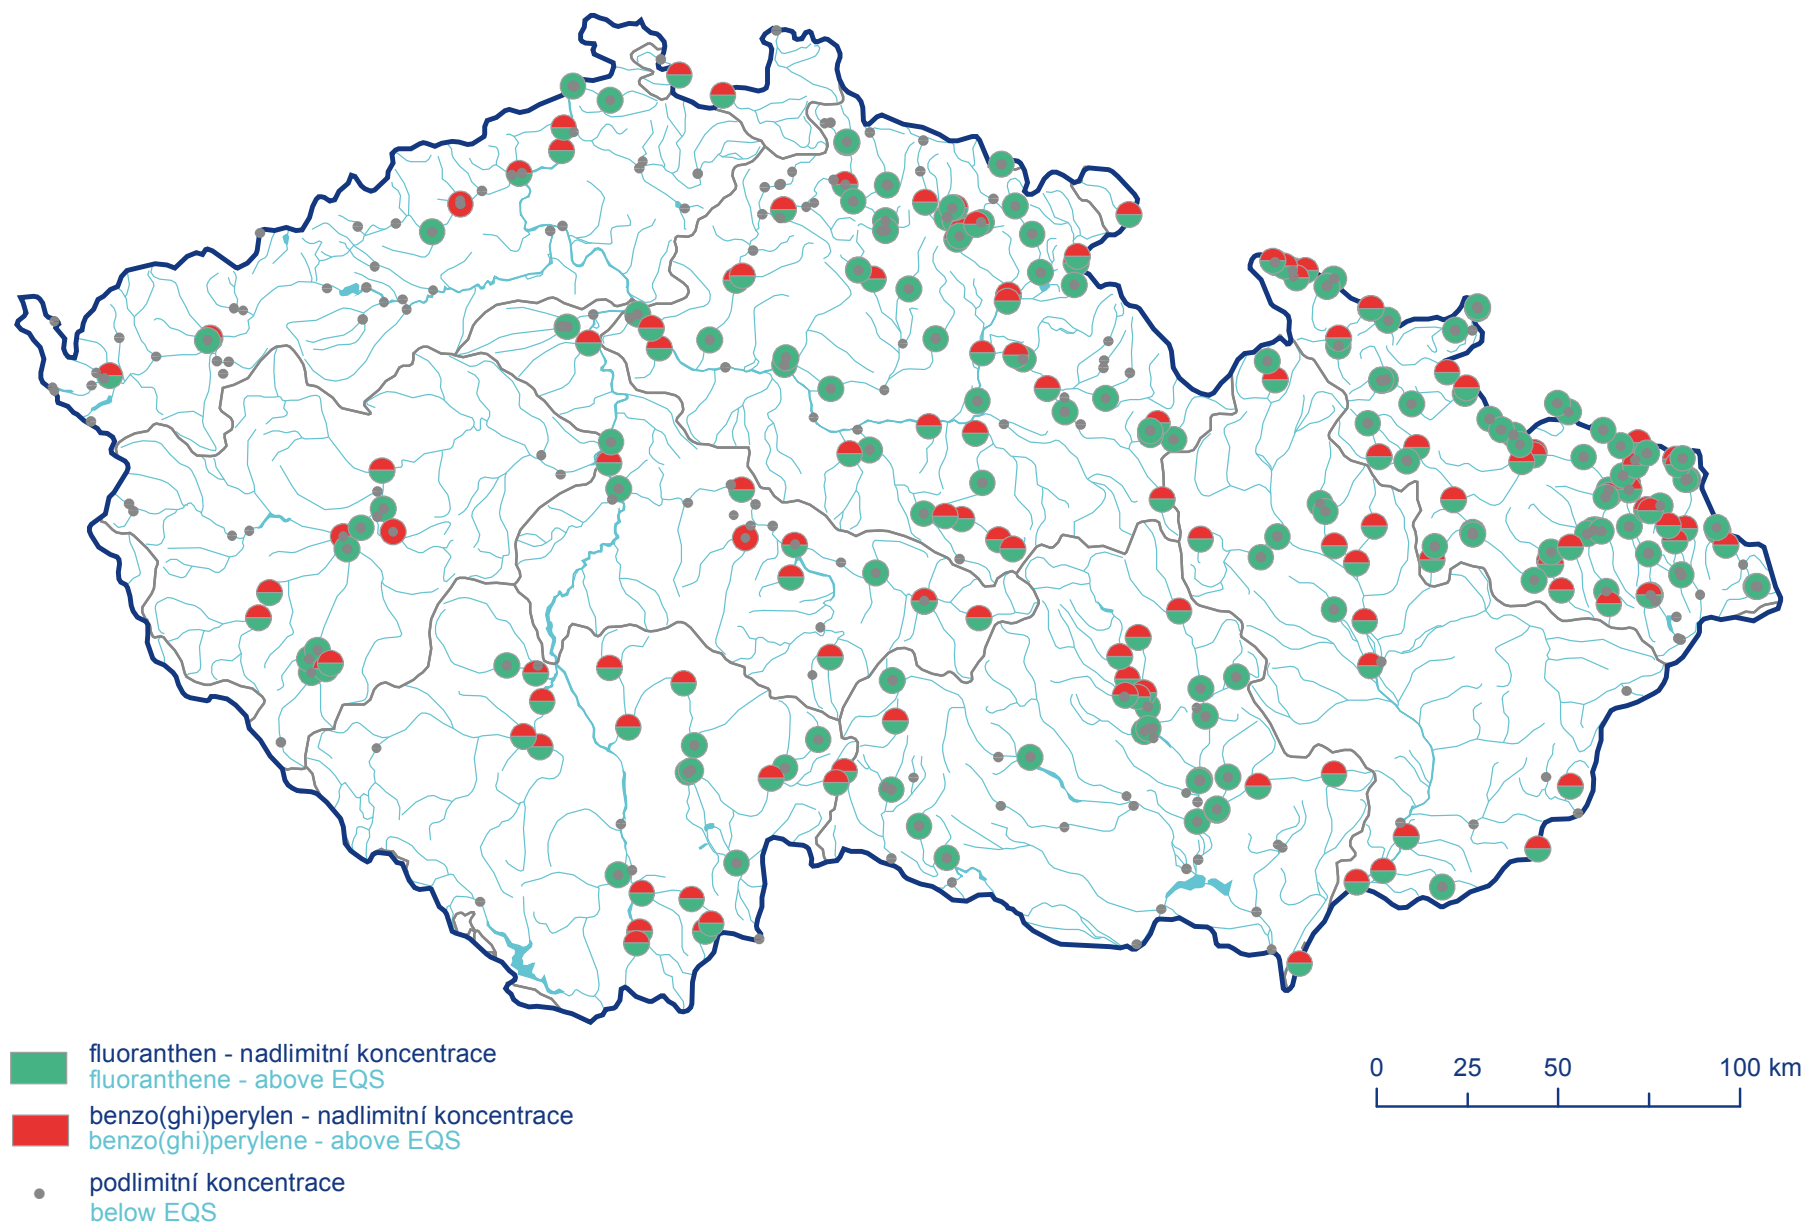 fluoranthen - nadlimitní koncentrace
fluoranthene - above EQS
benzo(ghi)perylen - nadlimitní koncentrace
benzo(ghi)perylene - above EQS
podlimitní koncentrace
below EQS
0 25 50 100 km